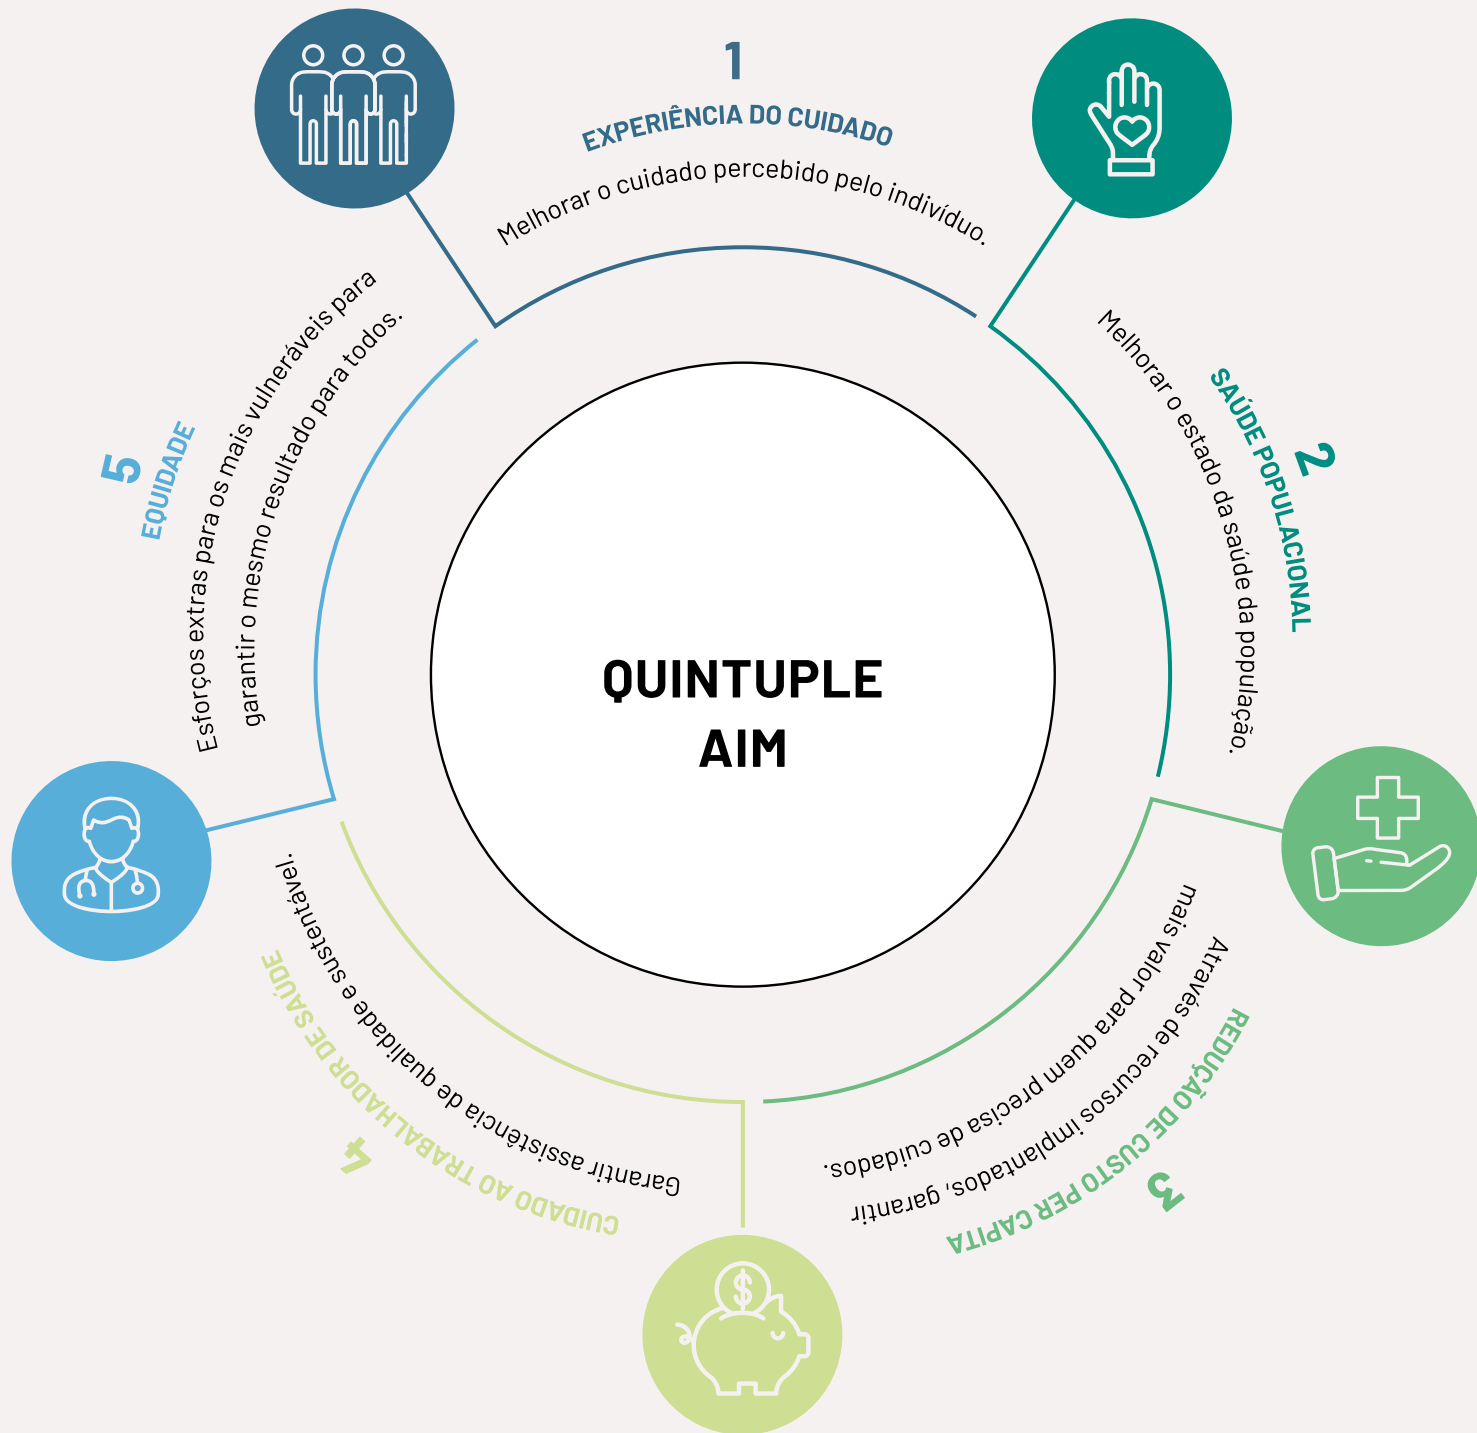 1
EXPERIÊNCIA DO CUIDADO
Melhorar o cuidado percebido pelo indivíduo.
2
SAÚDE POPULACIONAL
Melhorar o estado da saúde da população.
3
REDUÇÃO DE CUSTO PER CAPITA
Através de recursos implantados, garantir
mais valor para quem precisa de cuidados.
4
CUIDADO AO TRABALHADOR DE SAÚDE
Garantir assistência de qualidade e sustentável.
5
EQUIDADE
Esforços extras para os mais vulneráveis para
garantir o mesmo resultado para todos.
QUINTUPLE
AIM
$